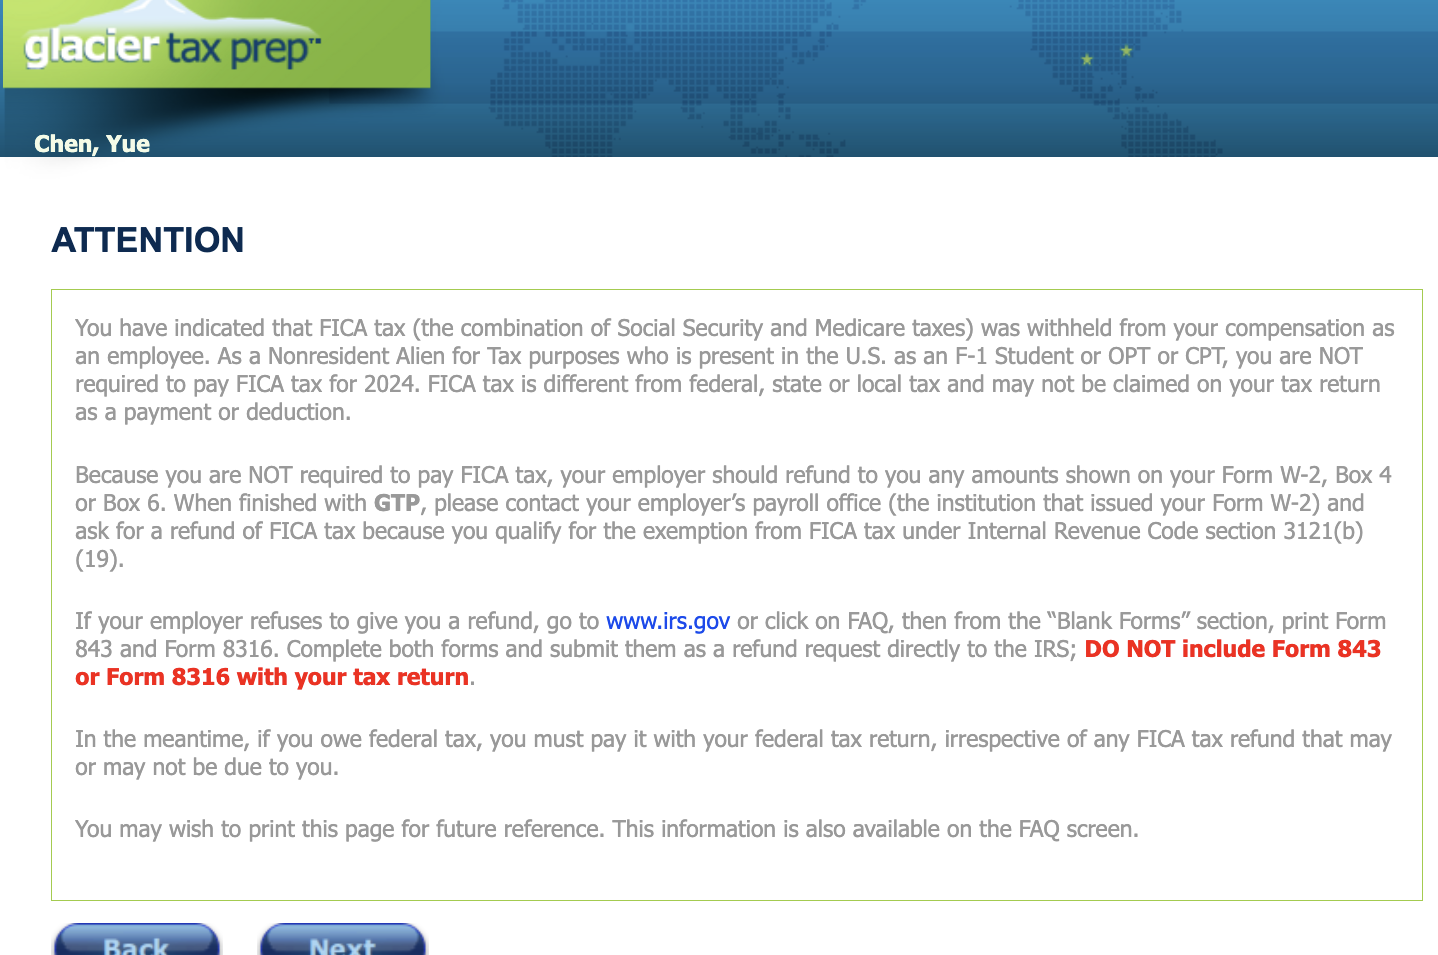 glacier tax prep™
Chen, Yue
ATTENTION
You have indicated that FICA tax (the combination of Social Security and Medicare taxes) was withheld from your compensation as
an employee. As a Nonresident Alien for Tax purposes who is present in the U.S. as an F-1 Student or OPT or CPT, you are NOT
required to pay FICA tax for 2024. FICA tax is different from federal, state or local tax and may not be claimed on your tax return
as a payment or deduction.
Because you are NOT required to pay FICA tax, your employer should refund to you any amounts shown on your Form W-2, Box 4
or Box 6. When finished with GTP, please contact your employer’s payroll office (the institution that issued your Form W-2) and
ask for a refund of FICA tax because you qualify for the exemption from FICA tax under Internal Revenue Code section 3121(b)
(19).
If your employer refuses to give you a refund, go to www.irs.gov or click on FAQ, then from the “Blank Forms” section, print Form
843 and Form 8316. Complete both forms and submit them as a refund request directly to the IRS; DO NOT include Form 843
or Form 8316 with your tax return.
In the meantime, if you owe federal tax, you must pay it with your federal tax return, irrespective of any FICA tax refund that may
or may not be due to you.
You may wish to print this page for future reference. This information is also available on the FAQ screen.
Back Next